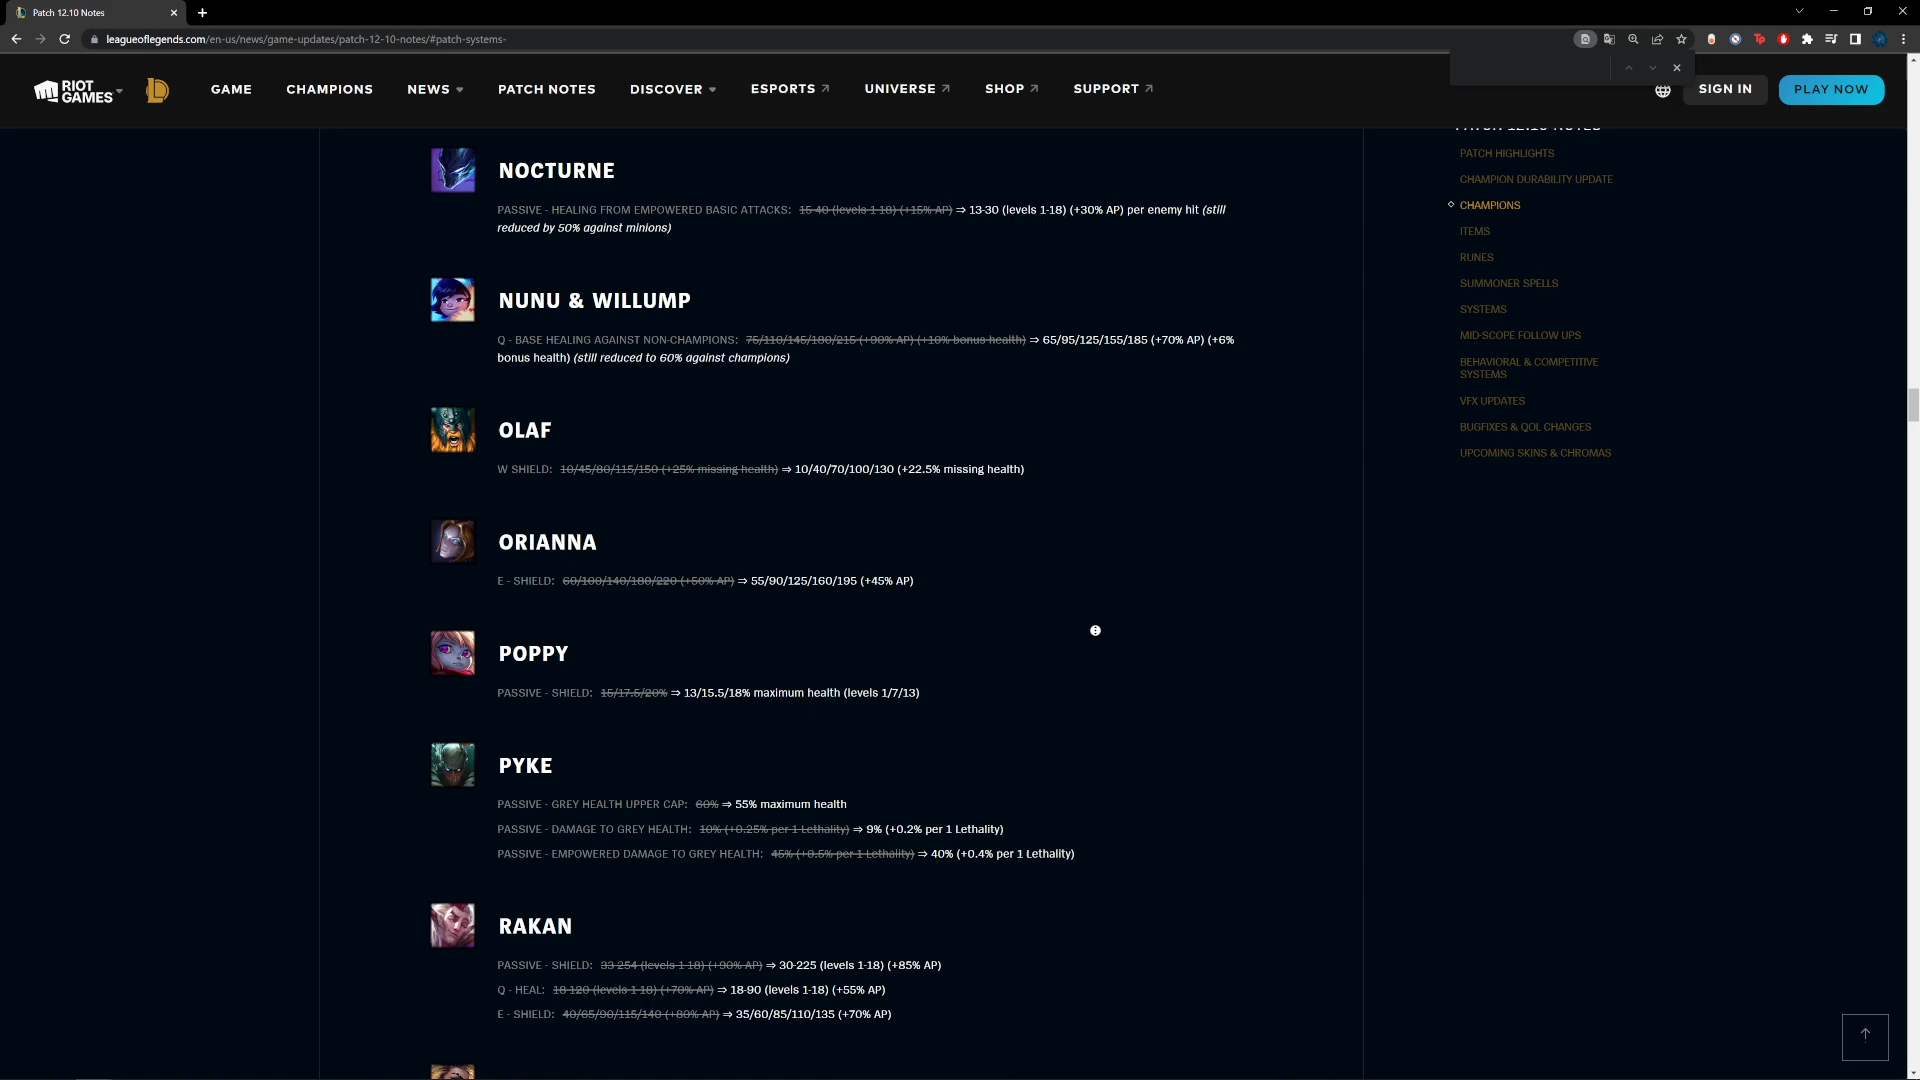 Patch 12.10 Notes
leagueoflegends.com/en-us/news/game-updates/patch-12-10-notes/#patch-systems-
RIOT GAMES
GAME
CHAMPIONS
NEWS
PATCH NOTES
DISCOVER
ESPORTS
UNIVERSE
SHOP
SUPPORT
SIGN IN
PLAY NOW
NOCTURNE
PASSIVE - HEALING FROM EMPOWERED BASIC ATTACKS: 15-40 (levels 1-18) (+15% AP) ⇒ 13-30 (levels 1-18) (+30% AP) per enemy hit (still
reduced by 50% against minions)
NUNU & WILLUMP
Q - BASE HEALING AGAINST NON-CHAMPIONS: 75/110/145/180/215 (+90% AP) (+10% bonus health) ⇒ 65/95/125/155/185 (+70% AP) (+6%
bonus health) (still reduced to 60% against champions)
OLAF
W SHIELD: 10/45/80/115/150 (+25% missing health) ⇒ 10/40/70/100/130 (+22.5% missing health)
ORIANNA
E - SHIELD: 60/100/140/180/220 (+50% AP) ⇒ 55/90/125/160/195 (+45% AP)
POPPY
PASSIVE - SHIELD: 15/17.5/20% ⇒ 13/15.5/18% maximum health (levels 1/7/13)
PYKE
PASSIVE - GREY HEALTH UPPER CAP: 60% ⇒ 55% maximum health
PASSIVE - DAMAGE TO GREY HEALTH: 10% (+0.25% per 1 Lethality) ⇒ 9% (+0.2% per 1 Lethality)
PASSIVE - EMPOWERED DAMAGE TO GREY HEALTH: 45% (+0.5% per 1 Lethality) ⇒ 40% (+0.4% per 1 Lethality)
RAKAN
PASSIVE - SHIELD: 33-254 (levels 1-18) (+90% AP) ⇒ 30-225 (levels 1-18) (+85% AP)
Q - HEAL: 18-120 (levels 1-18) (+70% AP) ⇒ 18-90 (levels 1-18) (+55% AP)
E - SHIELD: 40/65/90/115/140 (+80% AP) ⇒ 35/60/85/110/135 (+70% AP)
PATCH 12.10 NOTES
PATCH HIGHLIGHTS
CHAMPION DURABILITY UPDATE
CHAMPIONS
ITEMS
RUNES
SUMMONER SPELLS
SYSTEMS
MID-SCOPE FOLLOW UPS
BEHAVIORAL & COMPETITIVE
SYSTEMS
VFX UPDATES
BUGFIXES & QOL CHANGES
UPCOMING SKINS & CHROMAS